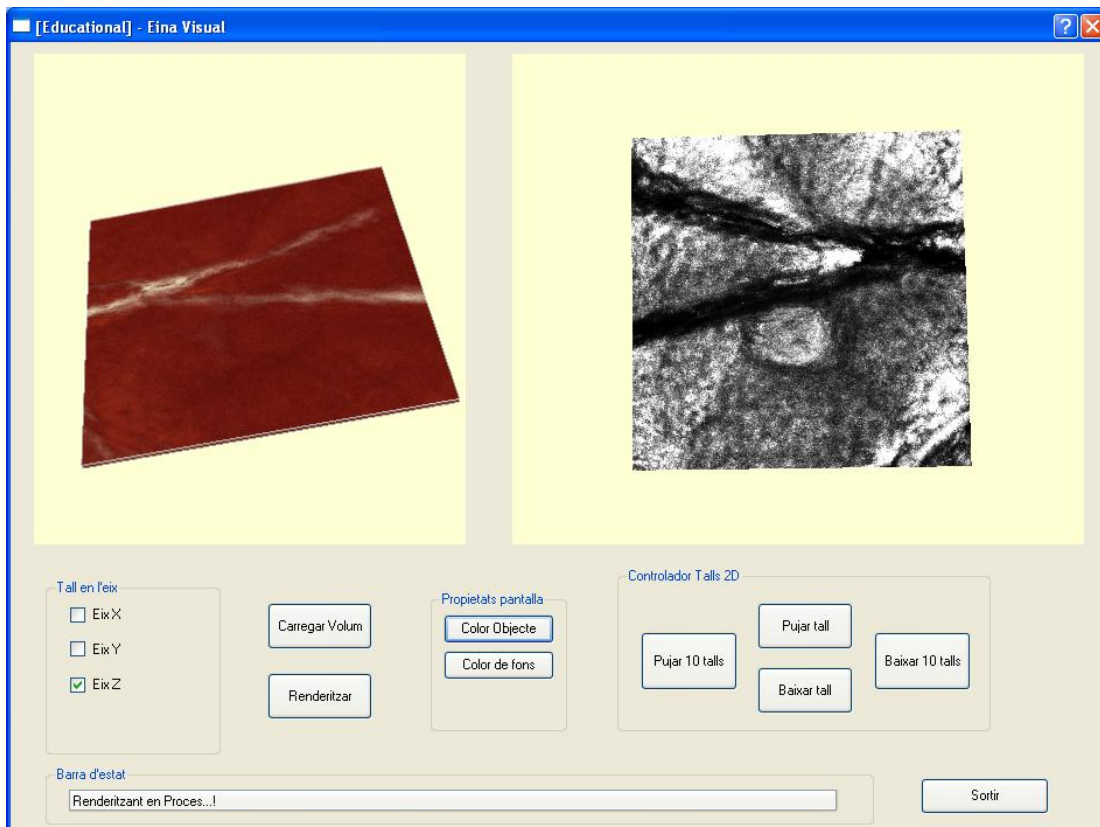 [Educational] - Eina Visual
Tall en l'eix
Eix X
Eix Y
Eix Z
Carregar Volum
Renderitzar
Propietats pantalla
Color Objecte
Color de fons
Controlador Talls 2D
Pujar 10 talls
Pujar tall
Baixar tall
Baixar 10 talls
Barra d'estat
Renderitzant en Proces...!
Sortir